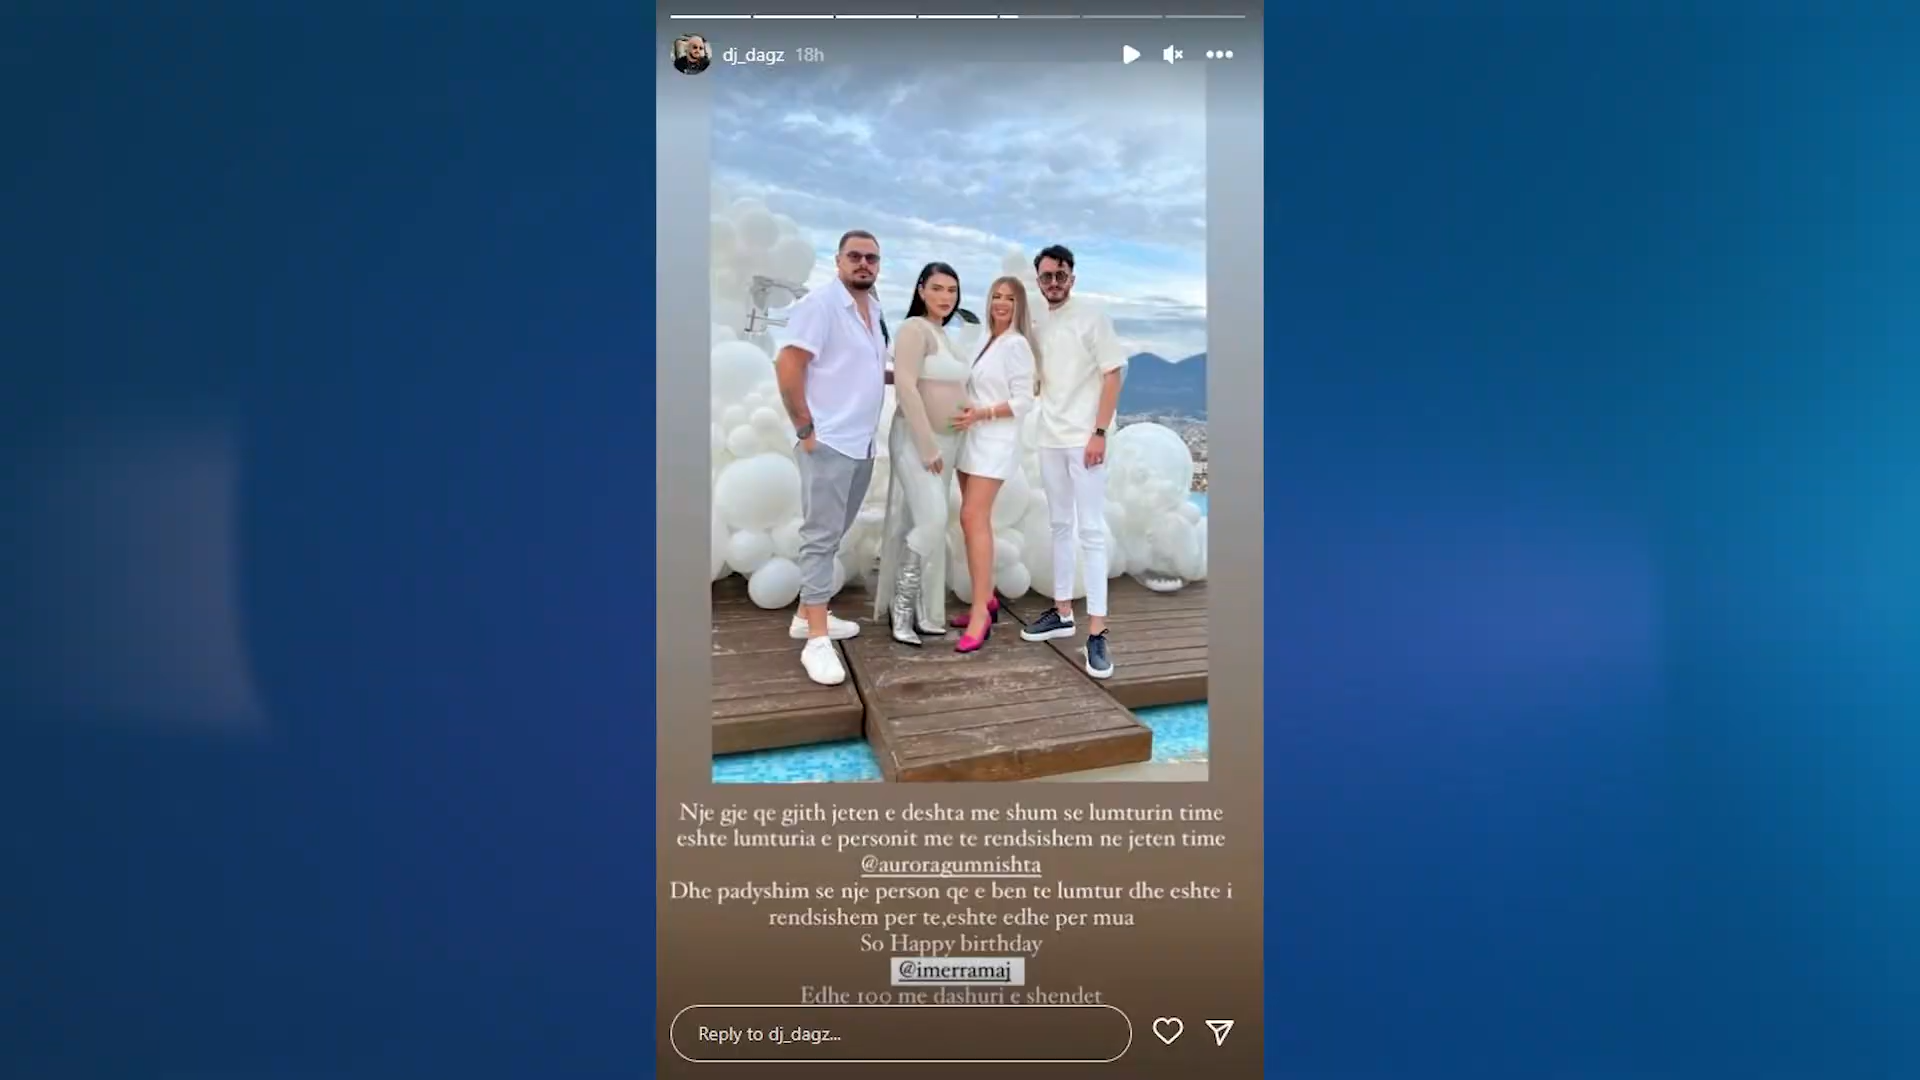 dj_dagz 18h
Nje gje qe gjith jeten e deshta me shum se lumturin time
eshte lumturia e personit me te rendsishem ne jeten time
@auroragumnishta
Dhe padyshim se nje person qe e ben te lumtur dhe eshte i
rendsishem per te,eshte edhe per mua
So Happy birthday
@imerramaj
Edhe 100 me dashuri e shendet
Reply to dj_dagz...